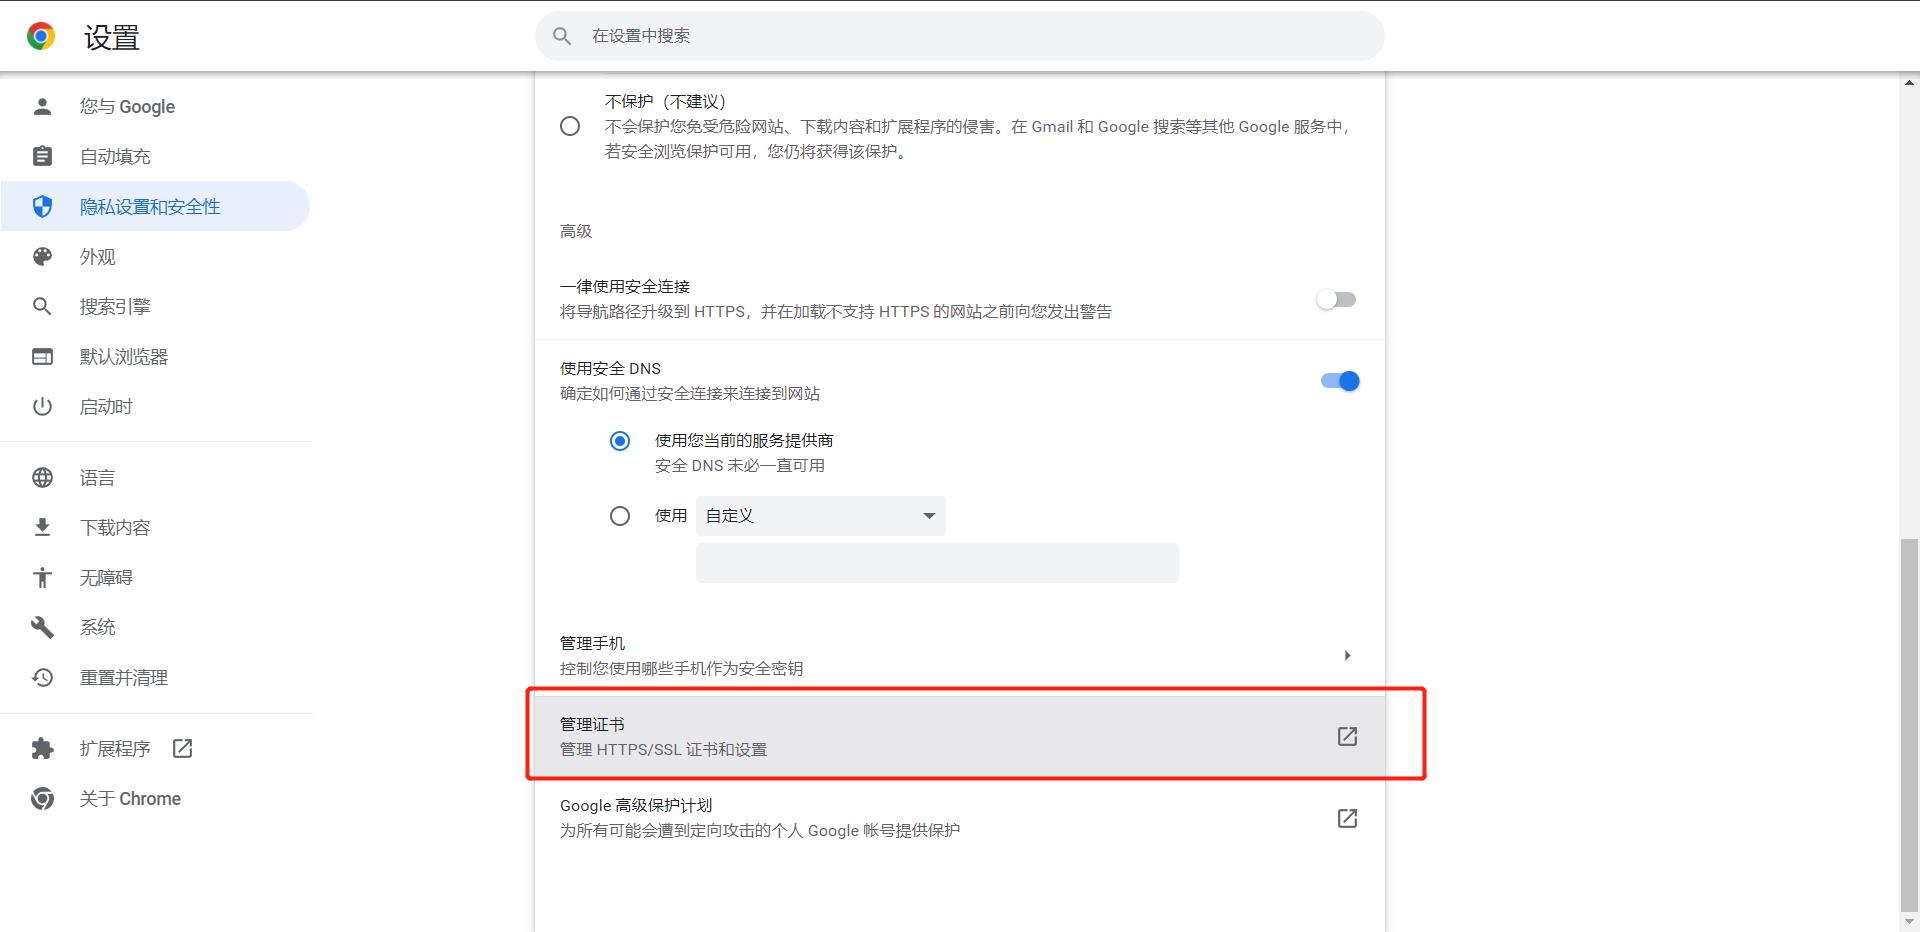 设置
在设置中搜索
您与 Google
自动填充
隐私设置和安全性
外观
搜索引擎
默认浏览器
启动时
语言
下载内容
无障碍
系统
重置并清理
扩展程序
关于 Chrome
不保护（不建议）
不会保护您免受危险网站、下载内容和扩展程序的侵害。在 Gmail 和 Google 搜索等其他 Google 服务中，
若安全浏览保护可用，您仍将获得该保护。
高级
一律使用安全连接
将导航路径升级到 HTTPS，并在加载不支持 HTTPS 的网站之前向您发出警告
使用安全 DNS
确定如何通过安全连接来连接到网站
使用您当前的服务提供商
安全 DNS 未必一直可用
使用 自定义
管理手机
控制您使用哪些手机作为安全密钥
管理证书
管理 HTTPS/SSL 证书和设置
Google 高级保护计划
为所有可能会遭到定向攻击的个人 Google 帐号提供保护